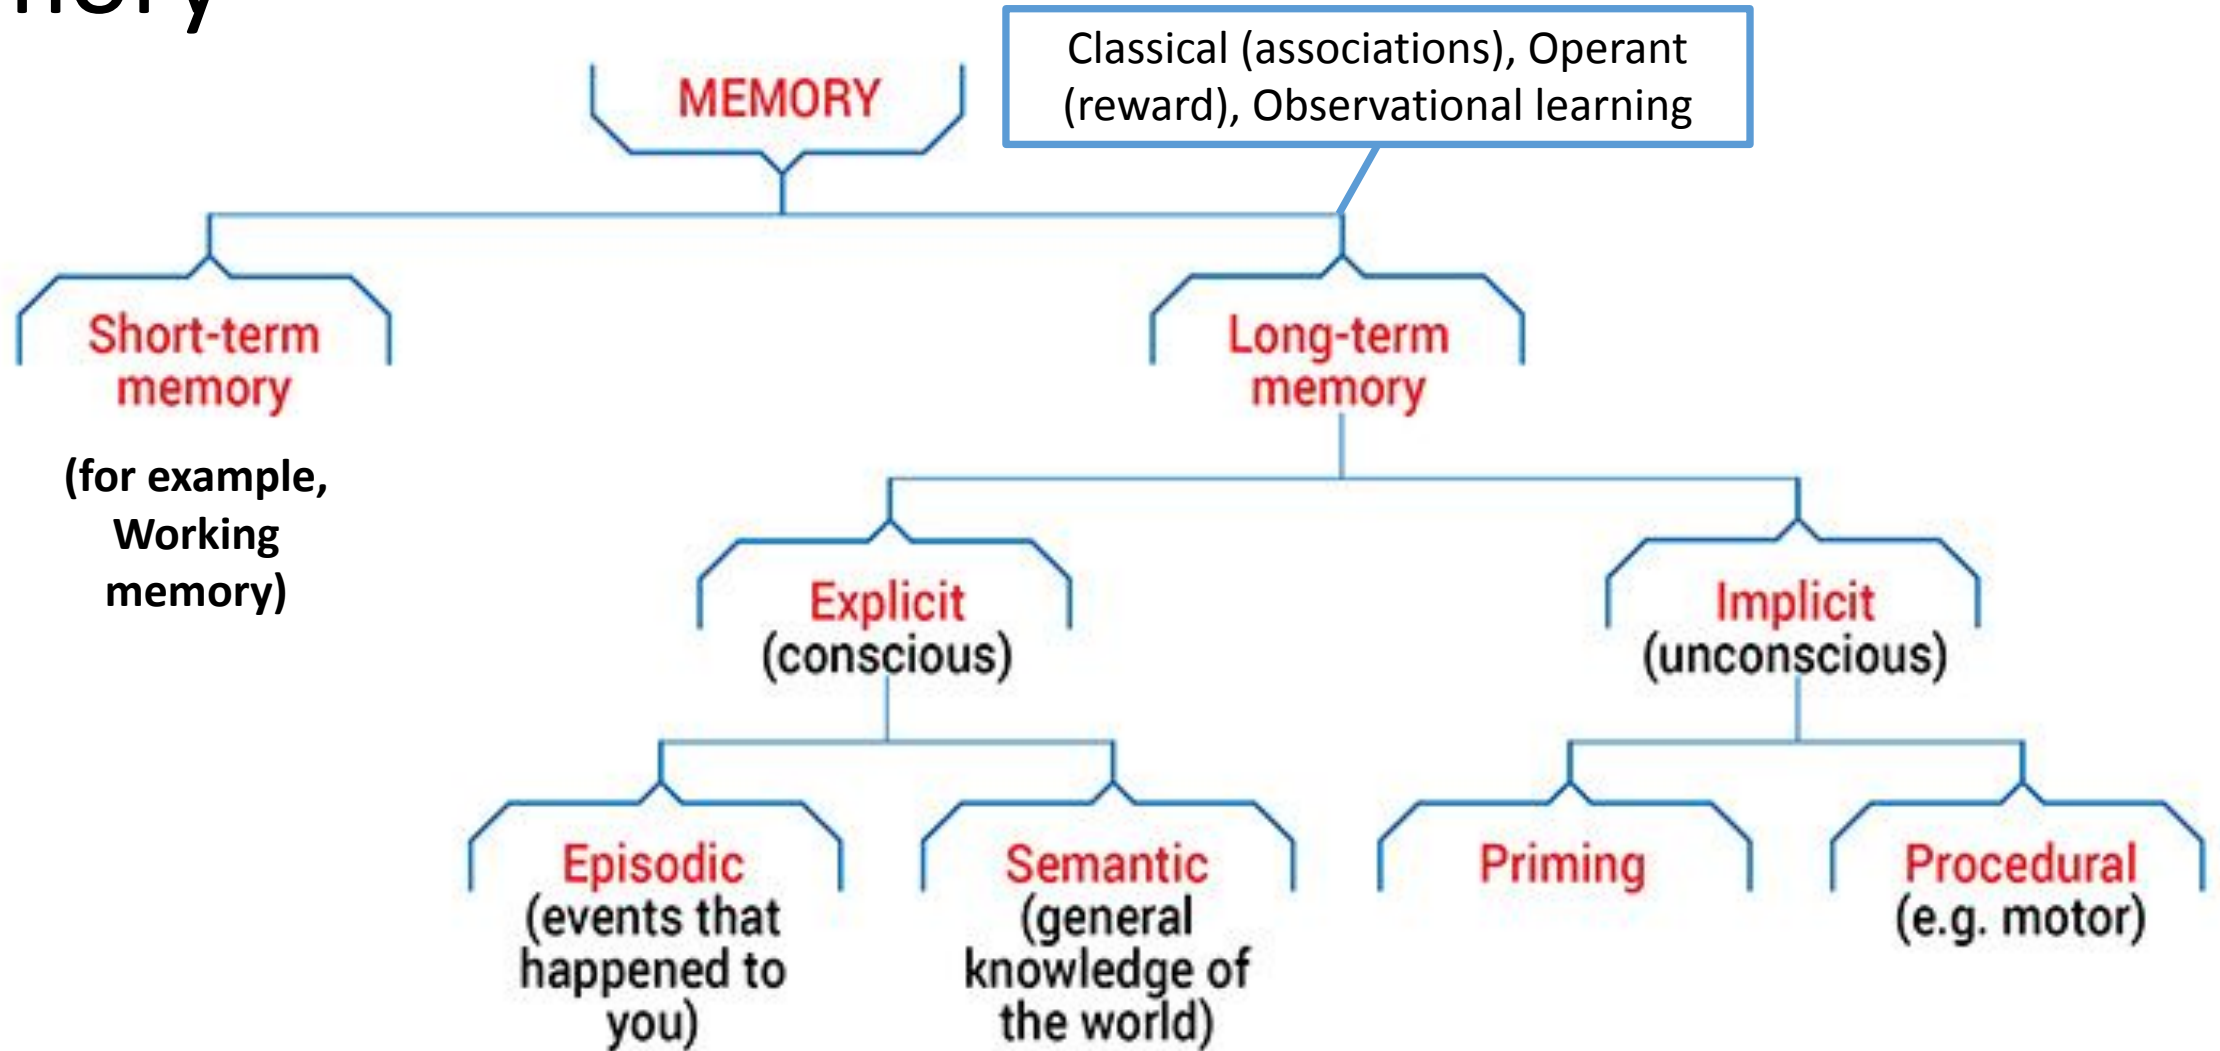 Classical (associations), Operant
(reward), Observational learning
MEMORY
Short-term
memory
(for example,
Working
memory)
Long-term
memory
Explicit
(conscious)
Implicit
(unconscious)
Episodic
(events that
happened to
you)
Semantic
(general
knowledge of
the world)
Priming
Procedural
(e.g. motor)